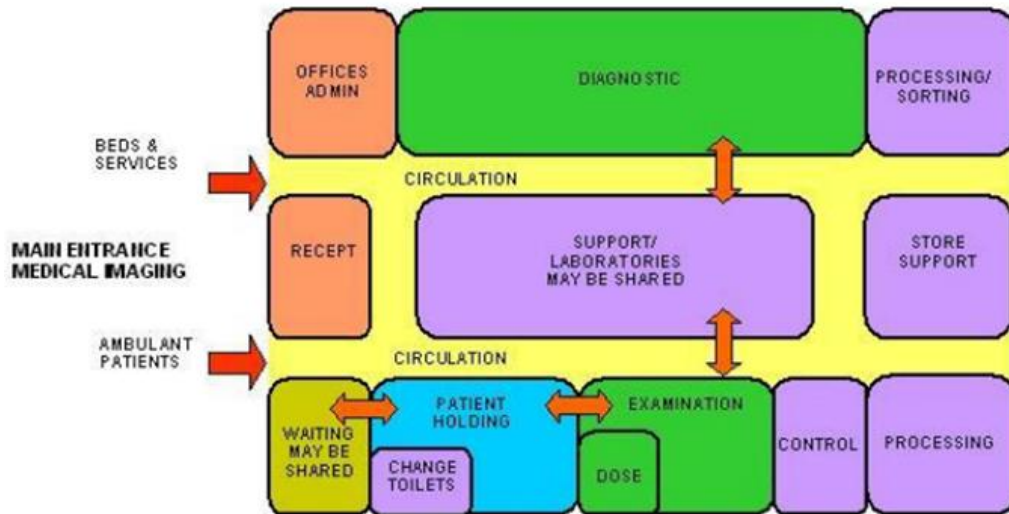 OFFICES
ADMIN
DIAGNOSTIC
PROCESSING/
SORTING
BEDS &
SERVICES
CIRCULATION
MAIN ENTRANCE
MEDICAL IMAGING
RECEPT
SUPPORT/
LABORATORIES
MAY BE SHARED
STORE
SUPPORT
AMBULANT
PATIENTS
CIRCULATION
WAITING
MAY BE
SHARED
PATIENT
HOLDING
CHANGE
TOILETS
EXAMINATION
DOSE
CONTROL
PROCESSING